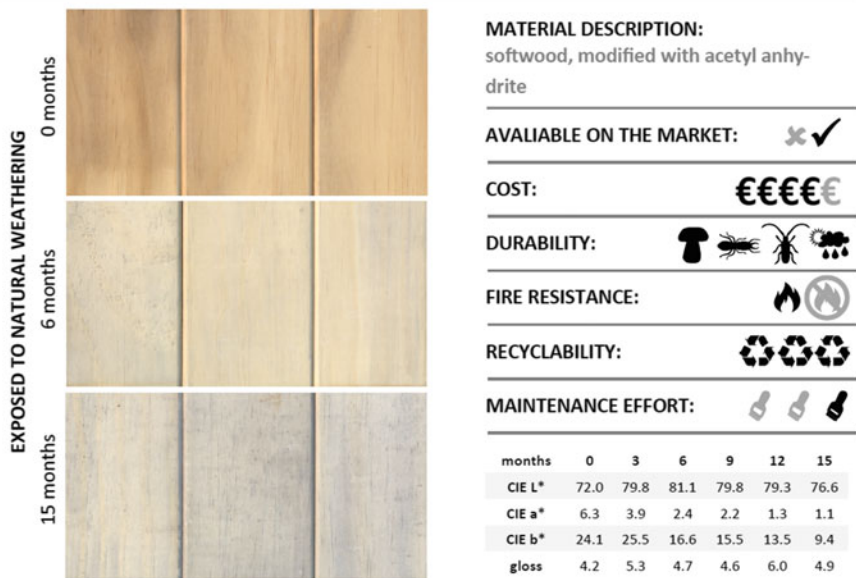 EXPOSED TO NATURAL WEATHERING
0 months
6 months
15 months
MATERIAL DESCRIPTION:
softwood, modified with acetyl anhy-
drite
AVALIABLE ON THE MARKET:
COST: €€€€€
DURABILITY:
FIRE RESISTANCE:
RECYCLABILITY:
MAINTENANCE EFFORT:
months 0 3 6 9 12 15
CIE L* 72.0 79.8 81.1 79.8 79.3 76.6
CIE a* 6.3 3.9 2.4 2.2 1.3 1.1
CIE b* 24.1 25.5 16.6 15.5 13.5 9.4
gloss 4.2 5.3 4.7 4.6 6.0 4.9